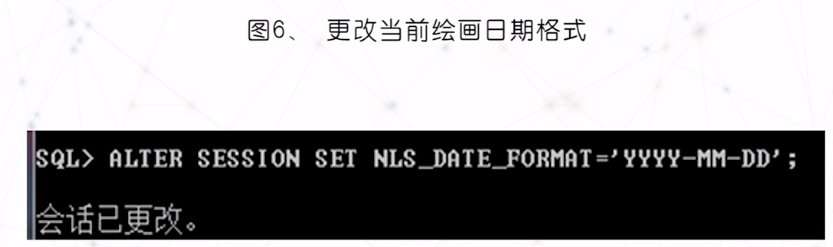 图6、 更改当前绘画日期格式
SQL> ALTER SESSION SET NLS_DATE_FORMAT='YYYY-MM-DD';
会话已更改。